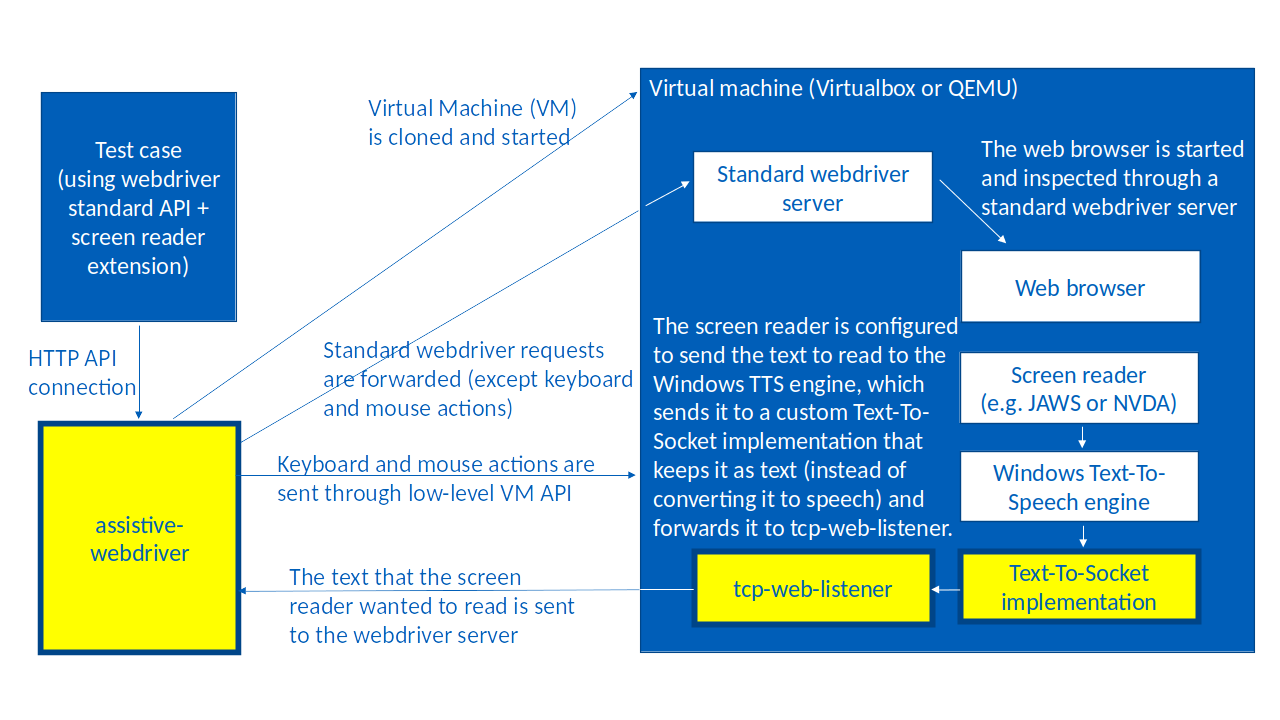 Virtual machine (Virtualbox or QEMU)
Virtual Machine (VM)
is cloned and started
Test case
(using webdriver
standard API +
screen reader
extension)
The web browser is started
and inspected through a
standard webdriver server
Standard webdriver
server
Web browser
HTTP API
connection
Standard webdriver requests
are forwarded (except keyboard
and mouse actions)
The screen reader is configured
to send the text to read to the
Windows TTS engine, which
sends it to a custom Text-To-
Socket implementation that
keeps it as text (instead of
converting it to speech) and
forwards it to tcp-web-listener.
Screen reader
(e.g. JAWS or NVDA)
Keyboard and mouse actions are
sent through low-level VM API
Windows Text-To-
Speech engine
assistive-
webdriver
The text that the screen
reader wanted to read is sent
to the webdriver server
tcp-web-listener
Text-To-Socket
implementation